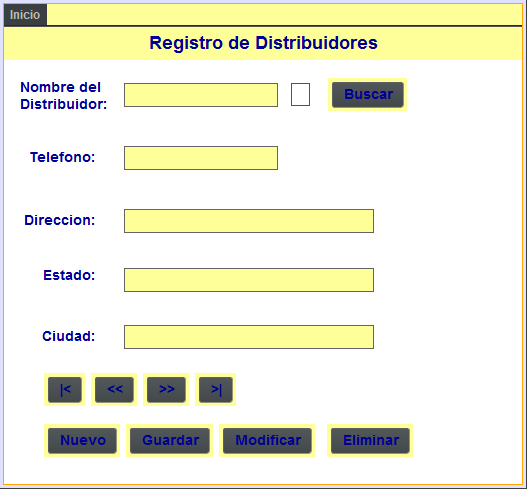 Inicio
Registro de Distribuidores
Nombre del
Distribuidor:
Buscar
Telefono:
Direccion:
Estado:
Ciudad:
|< << >> >|
Nuevo Guardar Modificar Eliminar